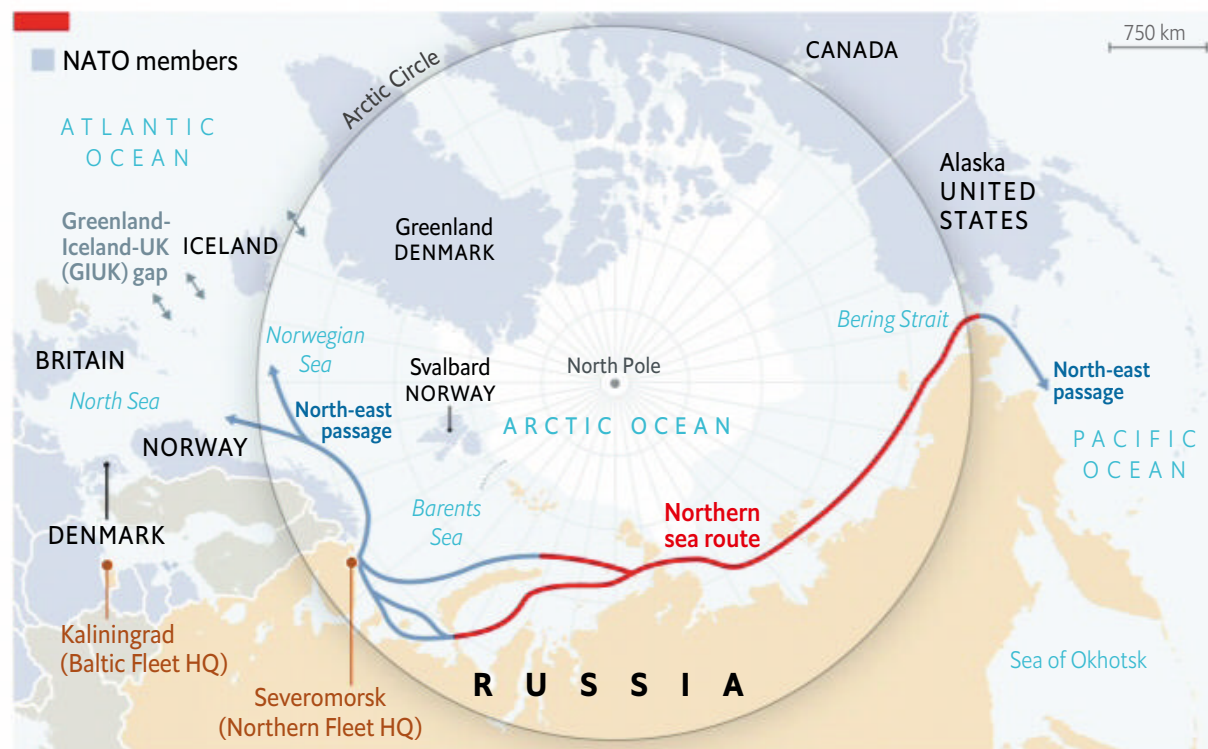 NATO members
ATLANTIC
OCEAN
Arctic Circle
CANADA
750 km
Alaska
UNITED
STATES
Greenland-
Iceland-UK
(GIUK) gap
ICELAND
Greenland
DENMARK
Bering Strait
Norwegian
Sea
BRITAIN
North Sea
Svalbard
NORWAY
North Pole
North-east
passage
North-east
passage
ARCTIC OCEAN
PACIFIC
OCEAN
NORWAY
Barents
Sea
Northern
sea route
DENMARK
Kaliningrad
(Baltic Fleet HQ)
Severomorsk
(Northern Fleet HQ)
RUSSIA
Sea of Okhotsk